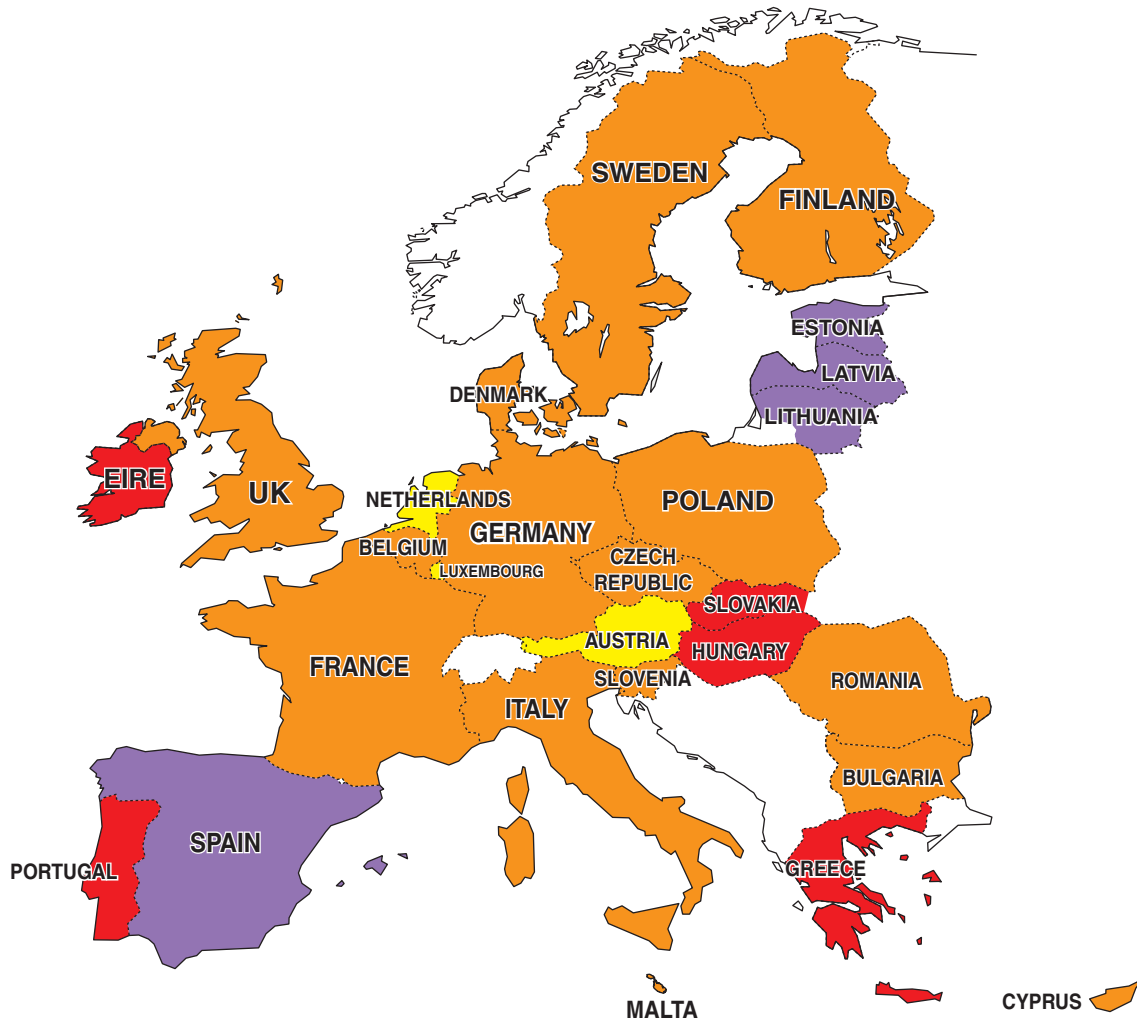 SWEDEN
FINLAND
ESTONIA
LATVIA
LITHUANIA
DENMARK
EIRE
UK
NETHERLANDS
POLAND
GERMANY
BELGIUM
CZECH
REPUBLIC
LUXEMBOURG
SLOVAKIA
AUSTRIA
HUNGARY
FRANCE
SLOVENIA
ROMANIA
ITALY
BULGARIA
SPAIN
PORTUGAL
GREECE
MALTA
CYPRUS